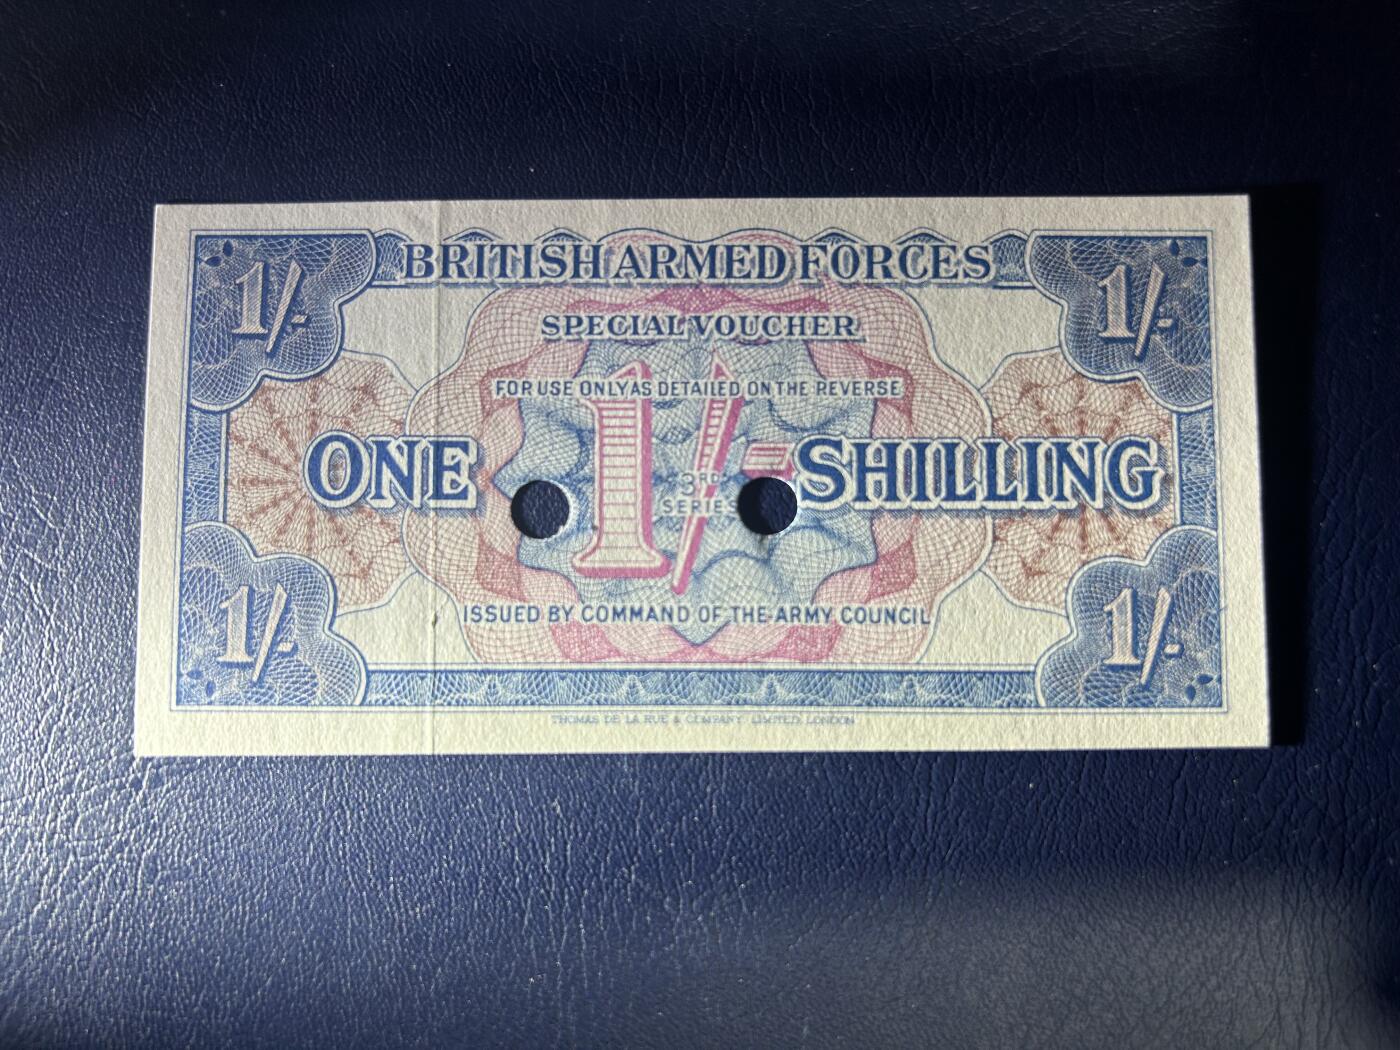 BRITISH ARMED FORCES
1/- 1/-
SPECIAL VOUCHER
FOR USE ONLY AS DETAILED ON THE REVERSE
ONE 1/- SHILLING
3RD
SERIES
ISSUED BY COMMAND OF THE ARMY COUNCIL
1/- 1/-
THOMAS DE LA RUE & COMPANY, LIMITED, LONDON